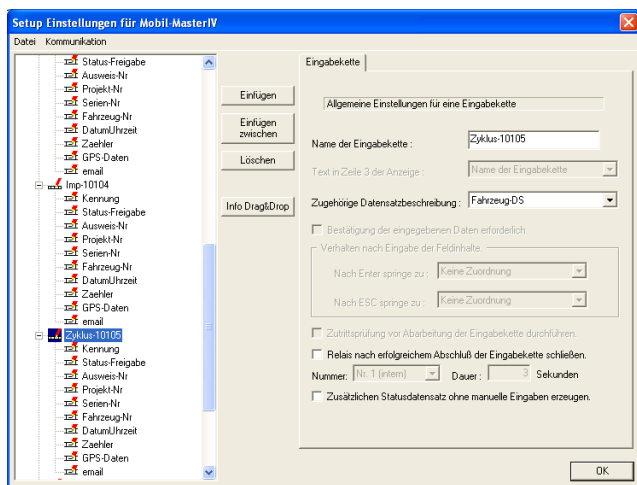 Setup Einstellungen für Mobil-MasterIV
Datei Kommunikation
Status-Freigabe
Ausweis-Nr
Projekt-Nr
Serien-Nr
Fahrzeug-Nr
DatumUhrzeit
Zaehler
GPS-Daten
email
Imp-10104
Kennung
Status-Freigabe
Ausweis-Nr
Projekt-Nr
Serien-Nr
Fahrzeug-Nr
DatumUhrzeit
Zaehler
GPS-Daten
email
Zyklus-10105
Kennung
Status-Freigabe
Ausweis-Nr
Projekt-Nr
Serien-Nr
Fahrzeug-Nr
DatumUhrzeit
Zaehler
GPS-Daten
email
Einfügen
Einfügen
zwischen
Löschen
Info Drag&Drop
Eingabekette
Allgemeine Einstellungen für eine Eingabekette
Name der Eingabekette : Zyklus-10105
Text in Zeile 3 der Anzeige : Name der Eingabekette
Zugehörige Datensatzbeschreibung : Fahrzeug-DS
Bestätigung der eingegebenen Daten erforderlich.
Verhalten nach Eingabe der Feldinhalte.
Nach Enter springe zu : Keine Zuordnung
Nach ESC springe zu : Keine Zuordnung
Zutrittsprüfung vor Abarbeitung der Eingabekette durchführen.
Relais nach erfolgreichem Abschluß der Eingabekette schließen.
Nummer: Nr. 1 (intern) Dauer : 3 Sekunden
Zusätzlichen Statusdatensatz ohne manuelle Eingaben erzeugen.
OK